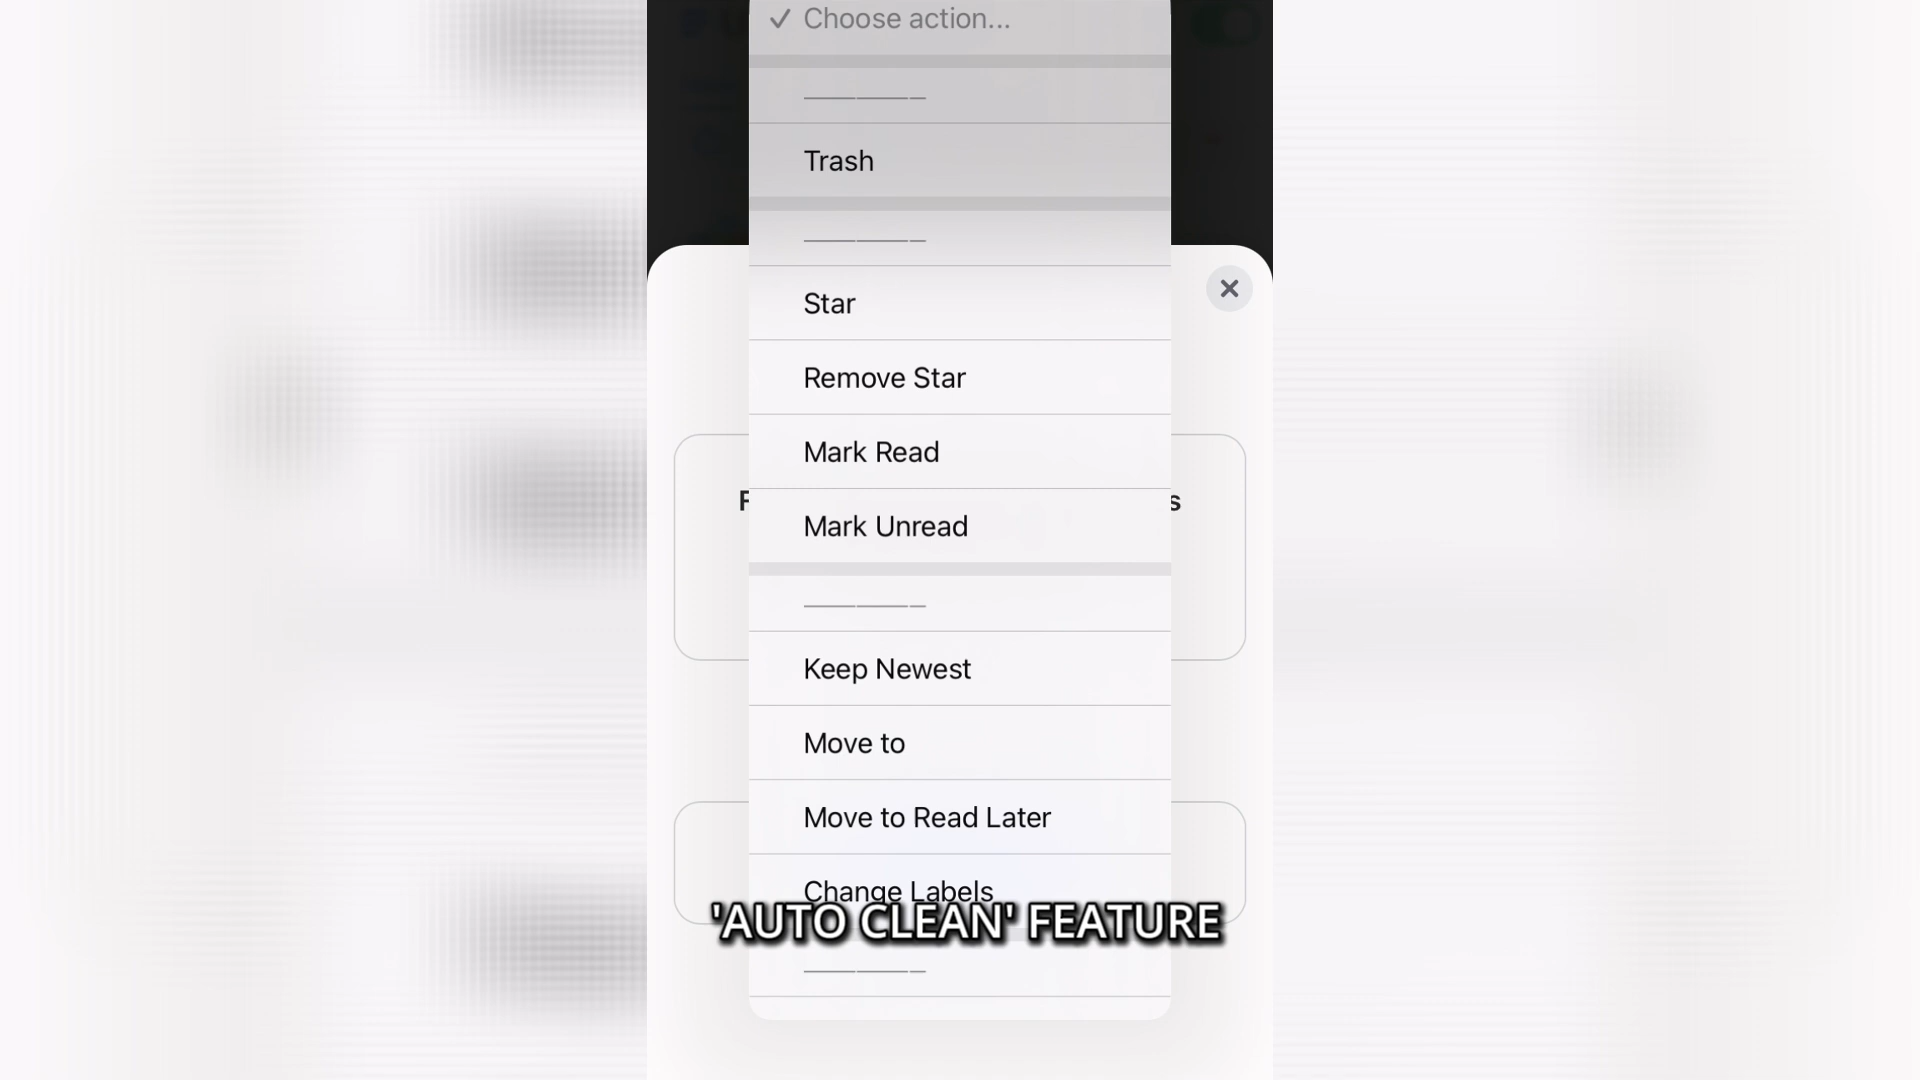 ✓ Choose action...
Trash
Star
Remove Star
Mark Read
F s
Mark Unread
Keep Newest
Move to
Move to Read Later
Change Labels
'AUTO CLEAN' FEATURE